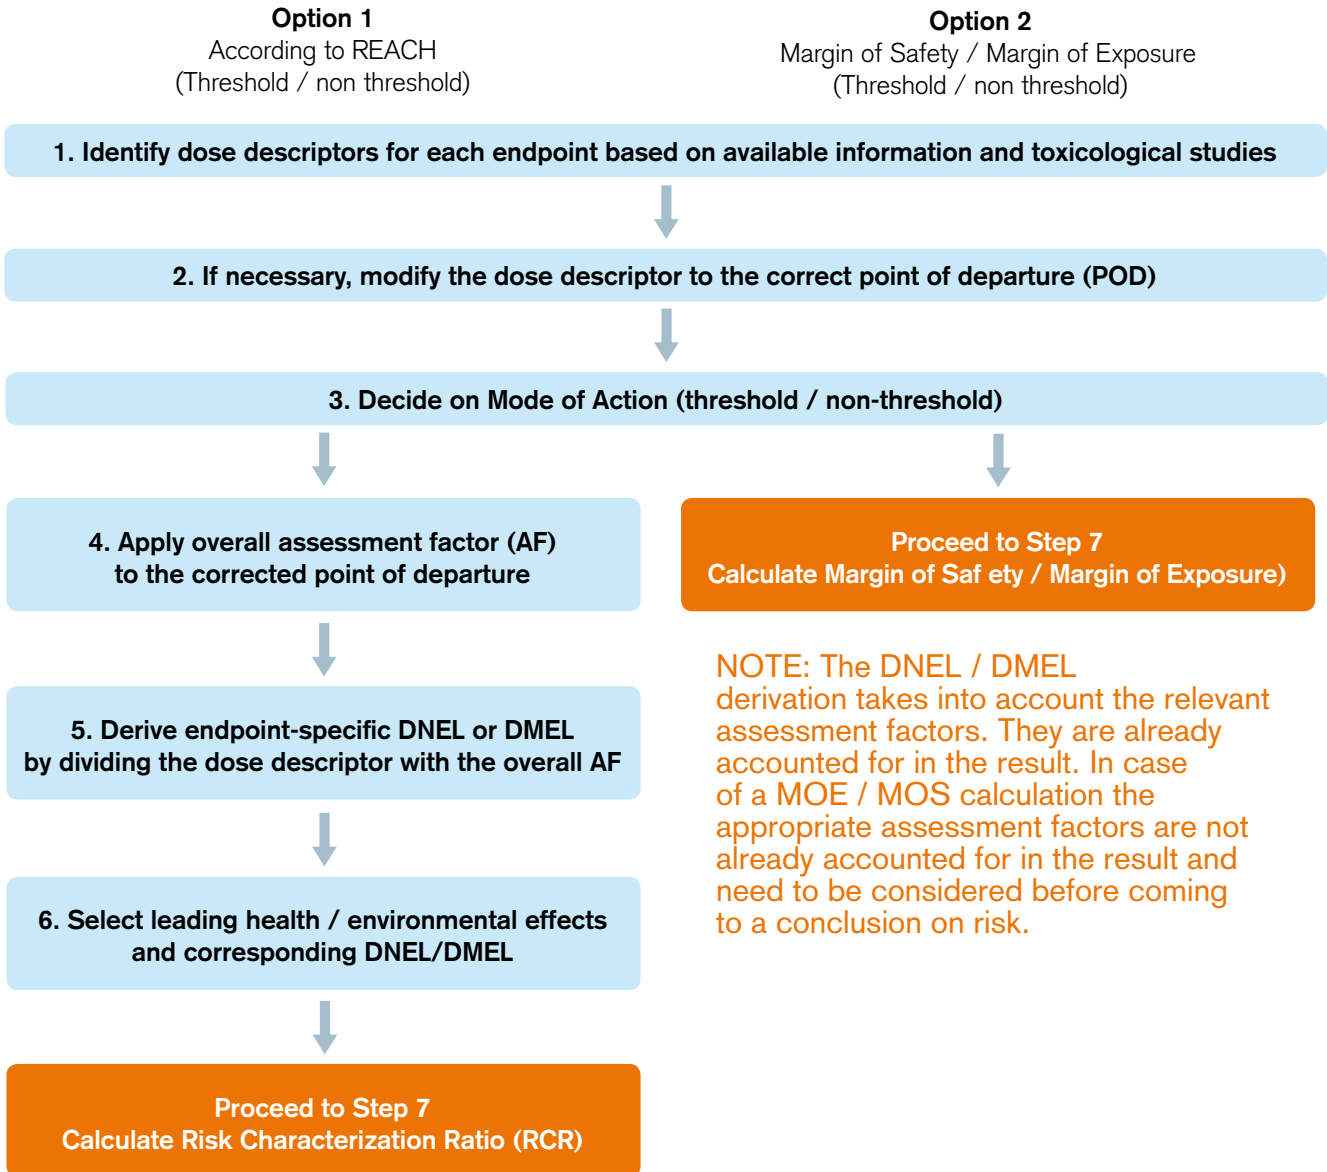 Option 1
According to REACH
(Threshold / non threshold)
Option 2
Margin of Safety / Margin of Exposure
(Threshold / non threshold)
1. Identify dose descriptors for each endpoint based on available information and toxicological studies
2. If necessary, modify the dose descriptor to the correct point of departure (POD)
3. Decide on Mode of Action (threshold / non-threshold)
4. Apply overall assessment factor (AF)
to the corrected point of departure
5. Derive endpoint-specific DNEL or DMEL
by dividing the dose descriptor with the overall AF
6. Select leading health / environmental effects
and corresponding DNEL/DMEL
Proceed to Step 7
Calculate Risk Characterization Ratio (RCR)
Proceed to Step 7
Calculate Margin of Saf ety / Margin of Exposure)
NOTE: The DNEL / DMEL
derivation takes into account the relevant
assessment factors. They are already
accounted for in the result. In case
of a MOE / MOS calculation the
appropriate assessment factors are not
already accounted for in the result and
need to be considered before coming
to a conclusion on risk.